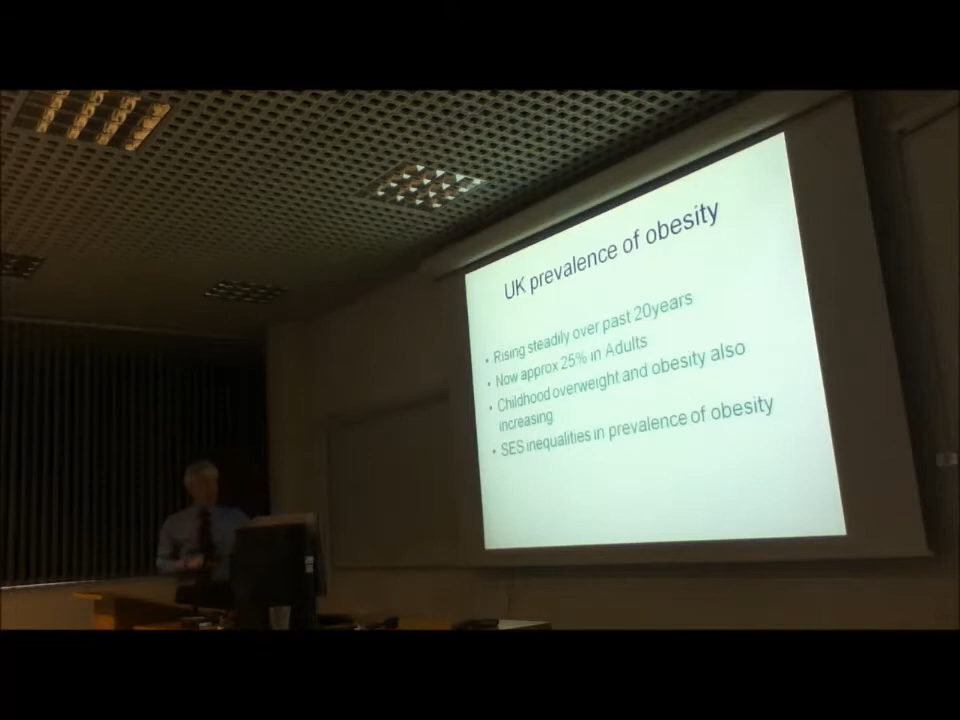 UK prevalence of obesity
• Rising steadily over past 20years
• Now approx 25% in Adults
• Childhood overweight and obesity also
increasing
• SES inequalities in prevalence of obesity